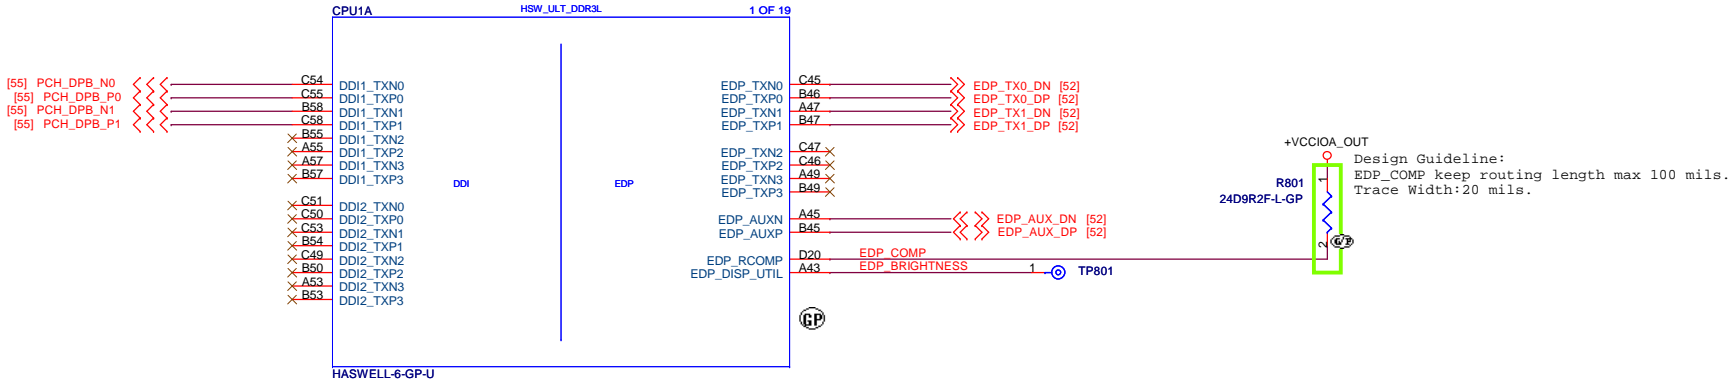 CPU1A HSW_ULT_DDR3L 1 OF 19
[55] PCH_DPB_N0 C54 DDI1_TXN0 EDP_TXN0 C45 EDP_TX0_DN [52]
[55] PCH_DPB_P0 C55 DDI1_TXP0 EDP_TXP0 B46 EDP_TX0_DP [52]
[55] PCH_DPB_N1 B58 DDI1_TXN1 EDP_TXN1 A47 EDP_TX1_DN [52]
[55] PCH_DPB_P1 C58 DDI1_TXP1 EDP_TXP1 B47 EDP_TX1_DP [52]
B55 DDI1_TXN2
A55 DDI1_TXP2 EDP_TXN2 C47
A57 DDI1_TXN3 EDP_TXP2 C46
B57 DDI1_TXP3 EDP_TXN3 A49
EDP_TXP3 B49
DDI EDP
C51 DDI2_TXN0
C50 DDI2_TXP0 EDP_AUXN A45 EDP_AUX_DN [52]
C53 DDI2_TXN1 EDP_AUXP B45 EDP_AUX_DP [52]
B54 DDI2_TXP1
C49 DDI2_TXN2 EDP_RCOMP D20 EDP_COMP
B50 DDI2_TXP2 EDP_DISP_UTIL A43 EDP_BRIGHTNESS 1 TP801
A53 DDI2_TXN3
B53 DDI2_TXP3
GP
HASWELL-6-GP-U
+VCCIOA_OUT
R801 1
24D9R2F-L-GP
2 G/P
Design Guideline:
EDP_COMP keep routing length max 100 mils.
Trace Width:20 mils.